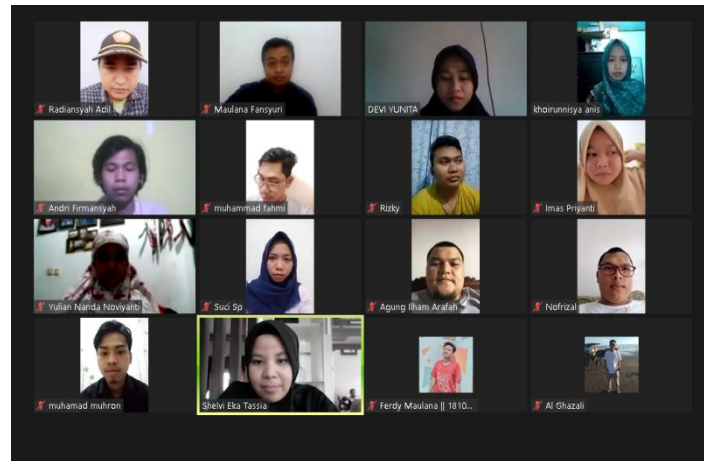 Radiansyah Adil
Maulana Fansyuri
DEVI YUNITA
khairunnisya anis
Andri Firmansyah
muhammad fahmi
Rizky
Imas Priyanti
Yulian Nanda Noviyanti
Suci Sp
Agung Ilham Arafah
Nofrizal
muhamad muhron
Shelvi Eka Tassia
Ferdy Maulana || 1810...
Al Ghazali